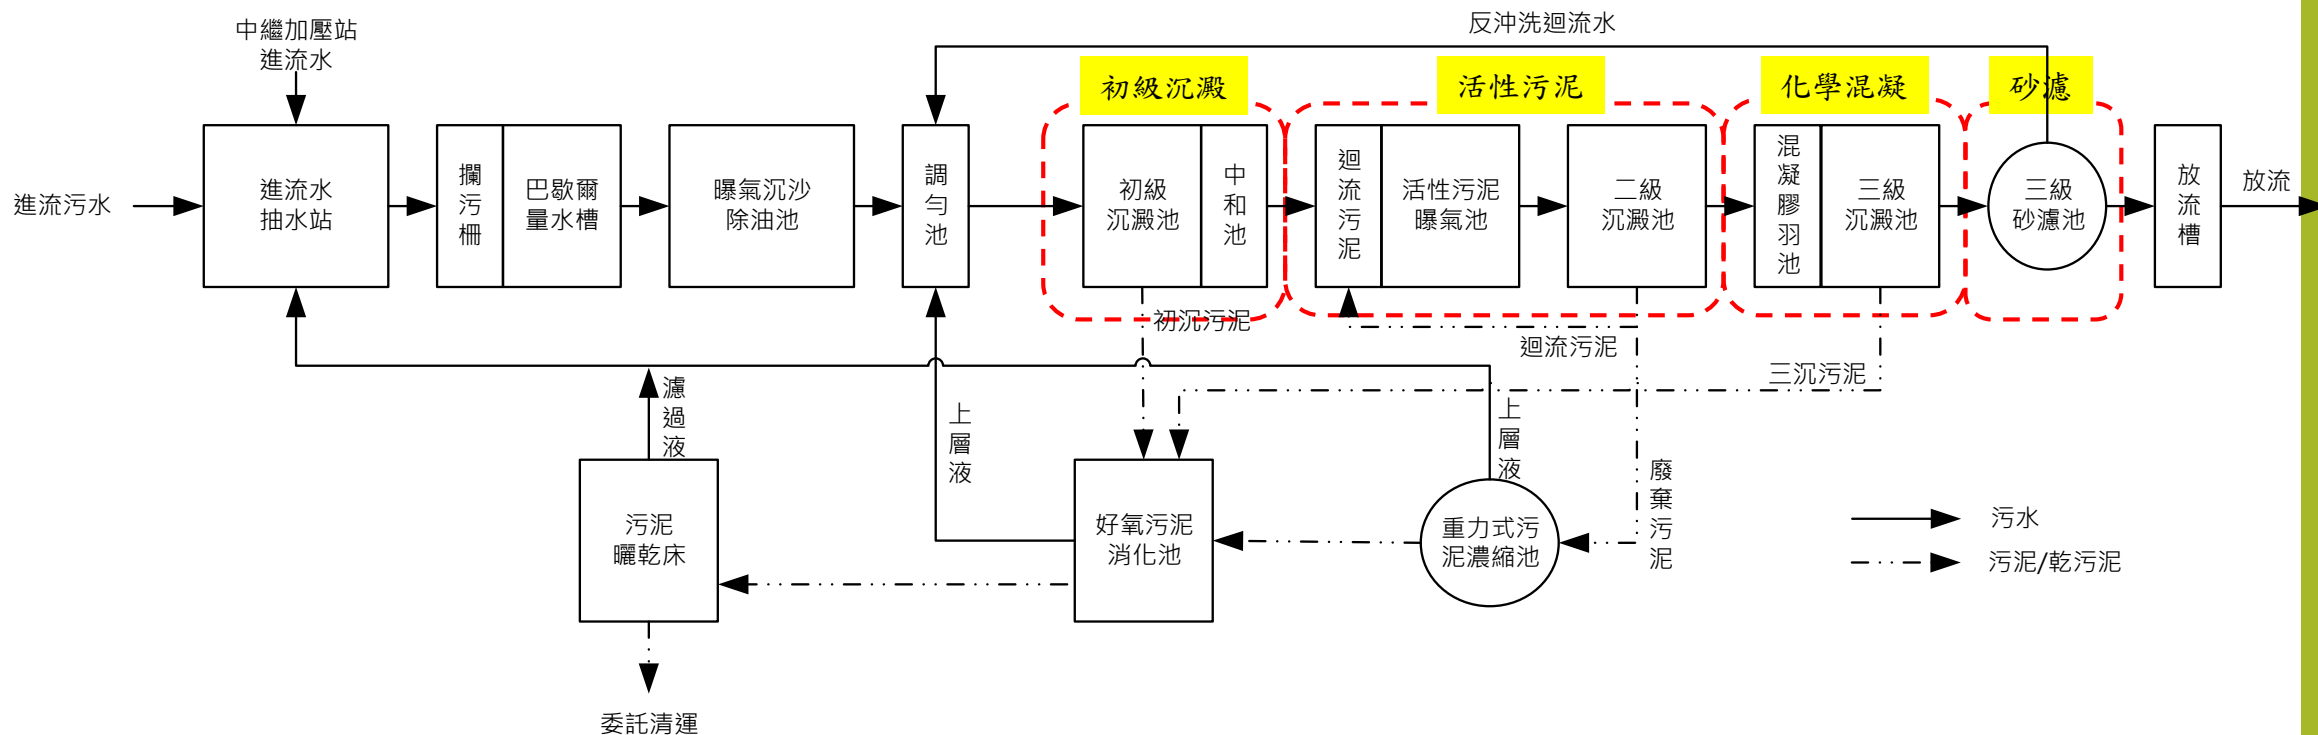 中繼加壓站
進流水
反沖洗迴流水
初級沉澱
活性污泥
化學混凝
砂濾
進流污水
進流水
抽水站
攔污柵
巴歇爾
量水槽
曝氣沉沙
除油池
調勻池
初級
沉澱池
中和池
迴流污泥
活性污泥
曝氣池
二級
沉澱池
混凝膠羽池
三級
沉澱池
三級
砂濾池
放流槽
放流
初沉污泥
迴流污泥
三沉污泥
濾過液
上層液
上層液
廢棄污泥
污泥
曬乾床
好氧污泥
消化池
重力式污
泥濃縮池
污水
污泥/乾污泥
委託清運